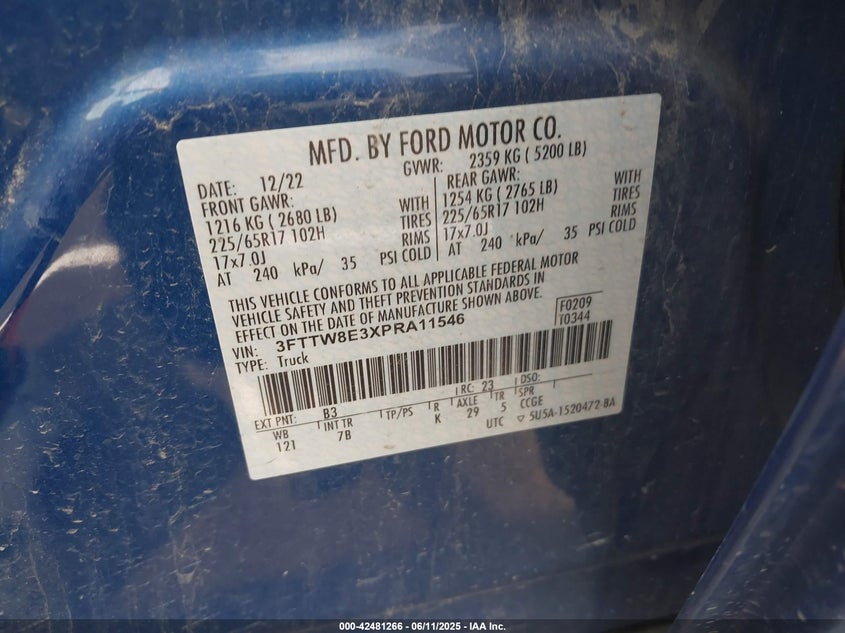 MFD. BY FORD MOTOR CO.
DATE: 12/22 GVWR: 2359 KG ( 5200 LB)
FRONT GAWR: REAR GAWR:
1216 KG ( 2680 LB) WITH 1254 KG ( 2765 LB) WITH
225/65R17 102H TIRES 225/65R17 102H TIRES
17x7.0J RIMS 17x7.0J RIMS
AT 240 kPa/ 35 PSI COLD AT 240 kPa/ 35 PSI COLD
THIS VEHICLE CONFORMS TO ALL APPLICABLE FEDERAL MOTOR
VEHICLE SAFETY AND THEFT PREVENTION STANDARDS IN
EFFECT ON THE DATE OF MANUFACTURE SHOWN ABOVE.
F0209
T0344
VIN: 3FTTW8E3XPRA11546
TYPE: Truck
RC: 23 DSO:
EXT PNT: B3 TP/PS R AXLE TR SPR
WB INT TR K 29 5 CCGE
121 7B UTC ▽ 5U5A-1520472-BA
000-42481266 - 06/11/2025 - IAA Inc.